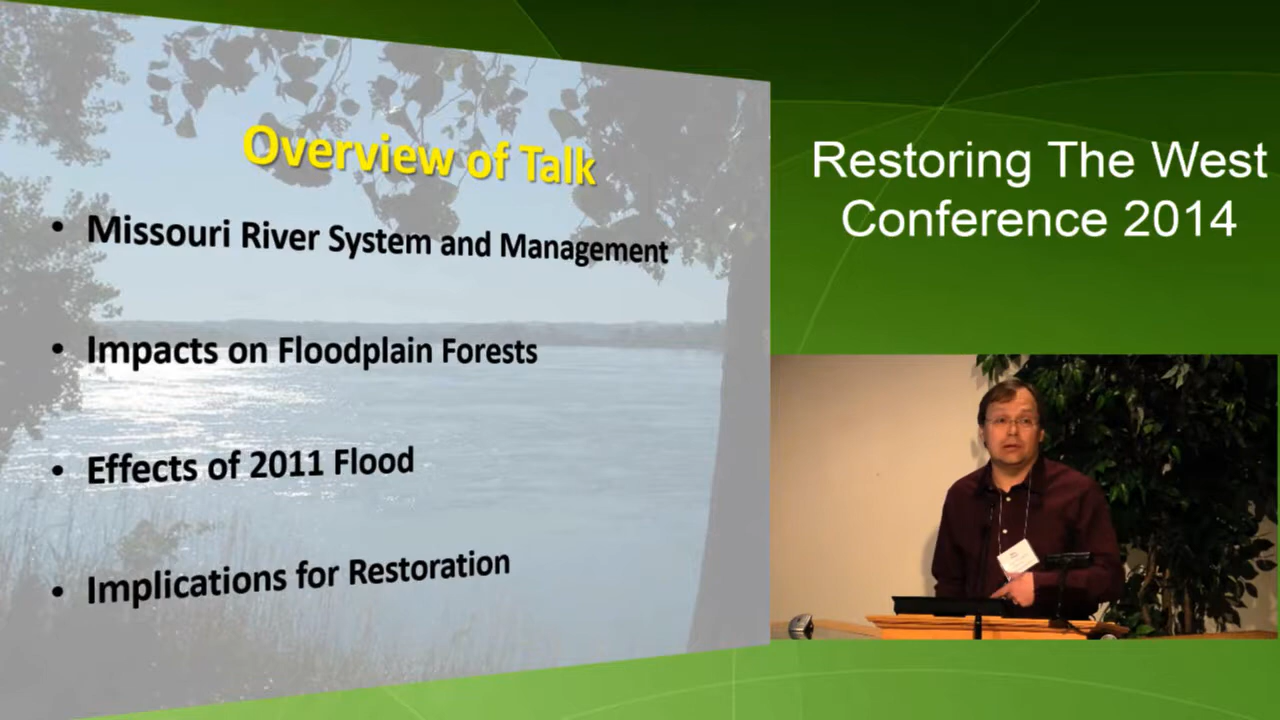 Overview of Talk
• Missouri River System and Management
• Impacts on Floodplain Forests
• Effects of 2011 Flood
• Implications for Restoration
Restoring The West
Conference 2014